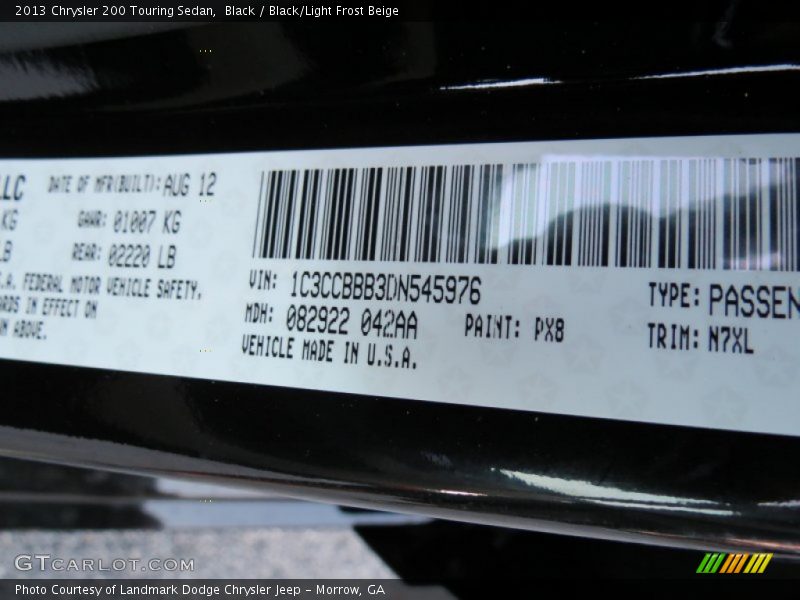 2013 Chrysler 200 Touring Sedan,  Black / Black/Light Frost Beige
LLC DATE OF MFR(BUILT): AUG 12
KG GAWR: 01007 KG
LB REAR: 02220 LB
S.A. FEDERAL MOTOR VEHICLE SAFETY,
ARDS IN EFFECT ON
WN ABOVE.
VIN: 1C3CCBBB3DN545976 TYPE: PASSEN
MDH: 082922 042AA PAINT: PX8 TRIM: N7XL
VEHICLE MADE IN U.S.A.
GTCARLOT.COM
Photo Courtesy of Landmark Dodge Chrysler Jeep – Morrow, GA